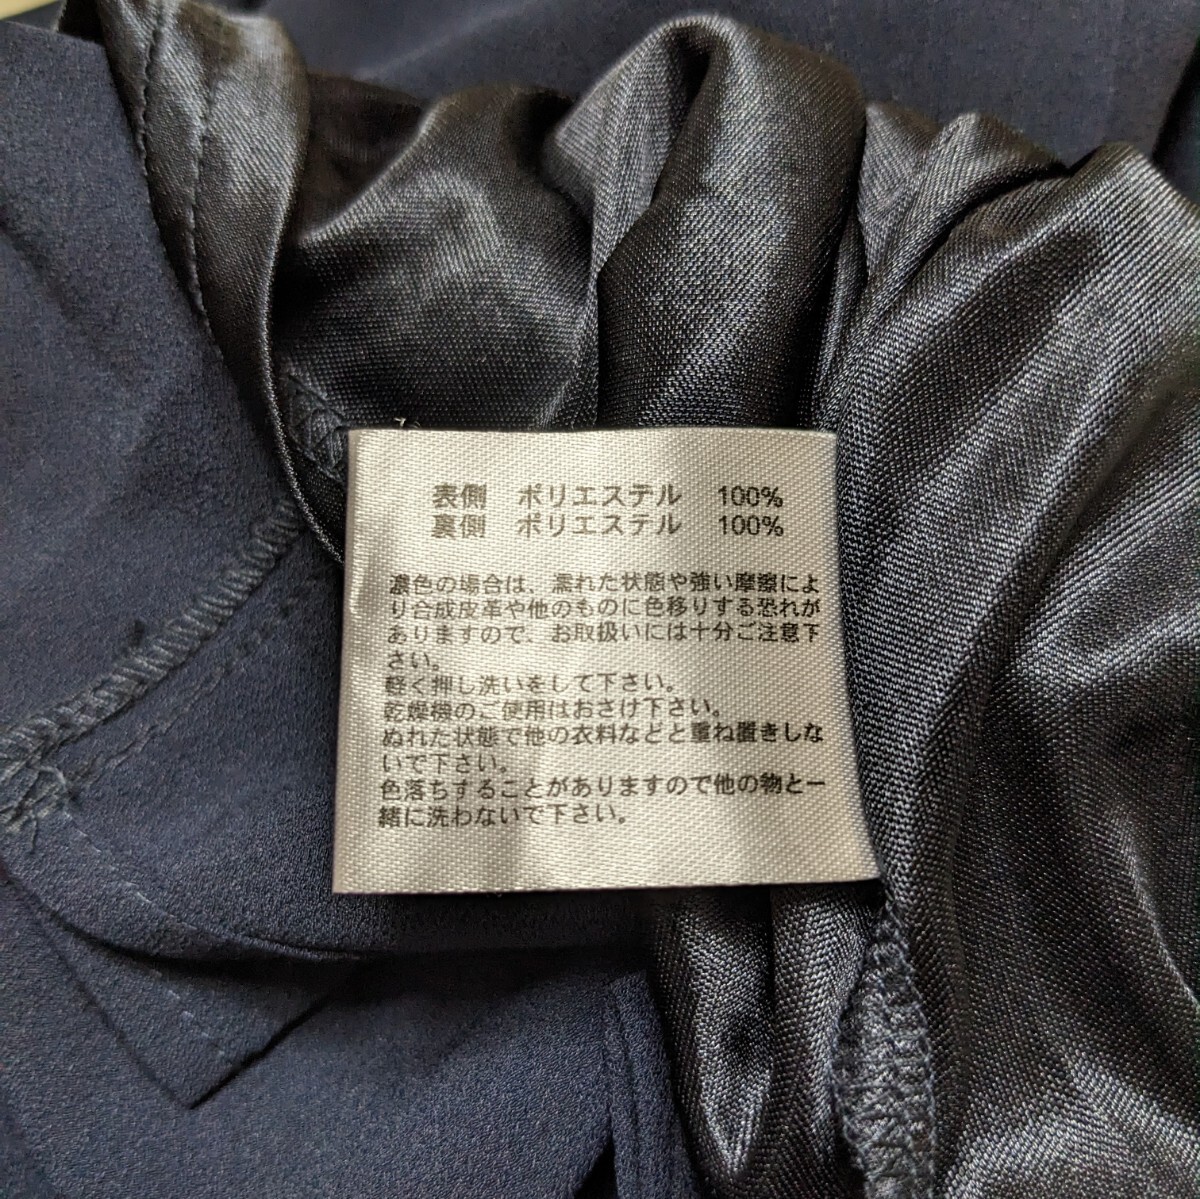 表側 ポリエステル 100%
裏側 ポリエステル 100%
濃色の場合は、濡れた状態や強い摩擦によ
り合成皮革や他のものに色移りする恐れが
ありますので、お取扱いには十分ご注意下
さい。
軽く押し洗いをして下さい。
乾燥機のご使用はおさけ下さい。
ぬれた状態で他の衣料などと重ね置きしな
いで下さい。
色落ちすることがありますので他の物と一
緒に洗わないで下さい。